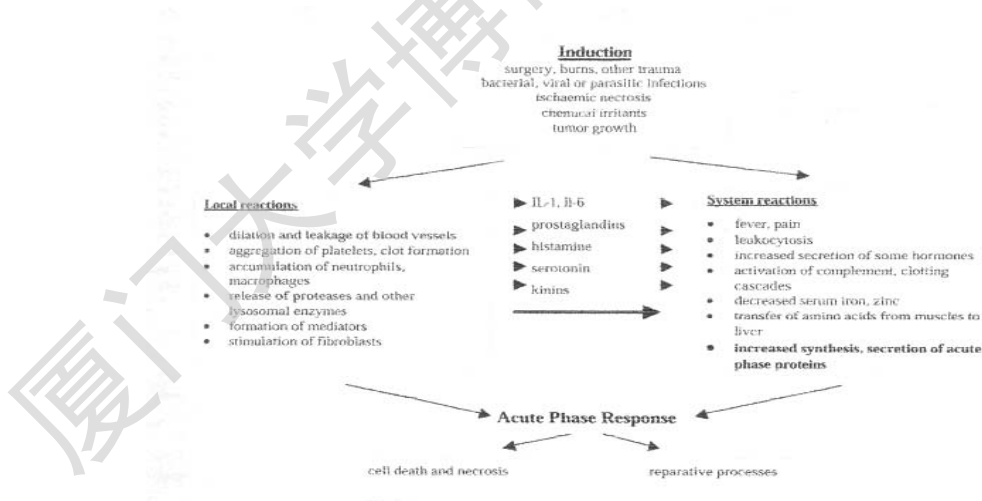 Induction
surgery, burns, other trauma
bacterial, viral or parasitic infections
ischaemic necrosis
chemical irritants
tumor growth
Local reactions
• dilation and leakage of blood vessels
• aggregation of platelets, clot formation
• accumulation of neutrophils,
macrophages
• release of proteases and other
lysosomal enzymes
• formation of mediators
• stimulation of fibroblasts
IL-1, Il-6
prostaglandins
histamine
serotonin
kinins
System reactions
• fever, pain
• leukocytosis
• increased secretion of some hormones
• activation of complement, clotting
cascades
• decreased serum iron, zinc
• transfer of amino acids from muscles to
liver
• increased synthesis, secretion of acute
phase proteins
Acute Phase Response
cell death and necrosis
reparative processes
厦门大学博